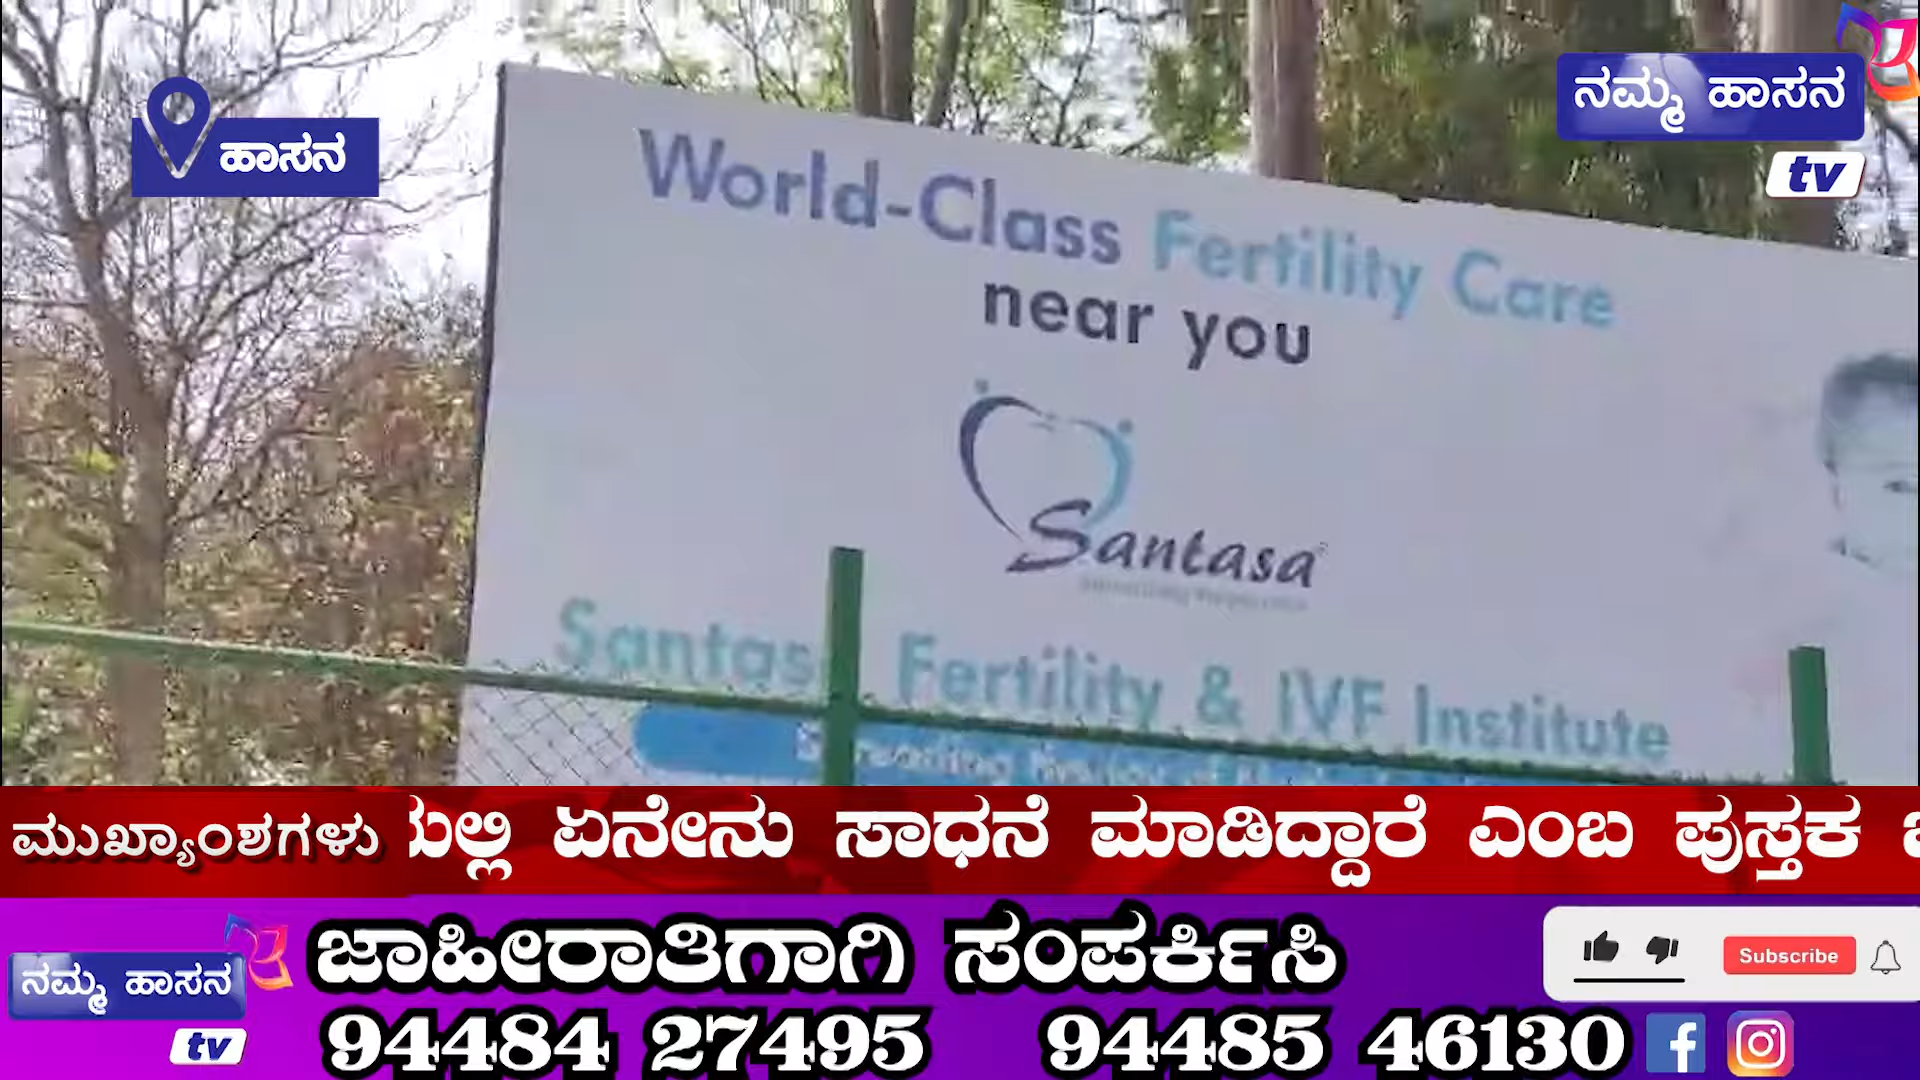 ಹಾಸನ
ನಮ್ಮ ಹಾಸನ
tv
World-Class Fertility Care
near you
Santasa
Fertility & IVF Institute
ಮುಖ್ಯಾಂಶಗಳು
ಏನೇನು ಸಾಧನೆ ಮಾಡಿದ್ದಾರೆ ಎಂಬ ಪುಸ್ತಕ
ನಮ್ಮ ಹಾಸನ
tv
ಜಾಹೀರಾತಿಗಾಗಿ ಸಂಪರ್ಕಿಸಿ
94484 27495 94485 46130
Subscribe